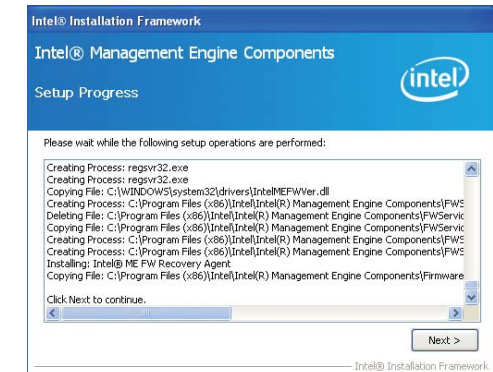 Intel® Installation Framework
Intel® Management Engine Components
Setup Progress
(intel)
Please wait while the following setup operations are performed:
Creating Process: regsvr32.exe
Creating Process: regsvr32.exe
Copying File: C:\WINDOWS\system32\drivers\IntelMEFWVer.dll
Creating Process: C:\Program Files (x86)\Intel\Intel(R) Management Engine Components\FWS
Deleting File: C:\Program Files (x86)\Intel\Intel(R) Management Engine Components\FWServic
Copying File: C:\Program Files (x86)\Intel\Intel(R) Management Engine Components\FWServic
Creating Process: C:\Program Files (x86)\Intel\Intel(R) Management Engine Components\FWS
Creating Process: C:\Program Files (x86)\Intel\Intel(R) Management Engine Components\FWS
Installing: Intel® ME FW Recovery Agent
Copying File: C:\Program Files (x86)\Intel\Intel(R) Management Engine Components\Firmware
Click Next to continue.
Next >
Intel® Installation Framework